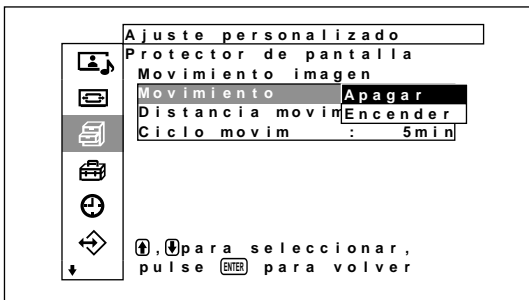 Ajuste personalizado
Protector de pantalla
Movimiento imagen
Movimiento Apagar
Distancia movim Encender
Ciclo movim : 5min
, para seleccionar,
pulse ENTER para volver